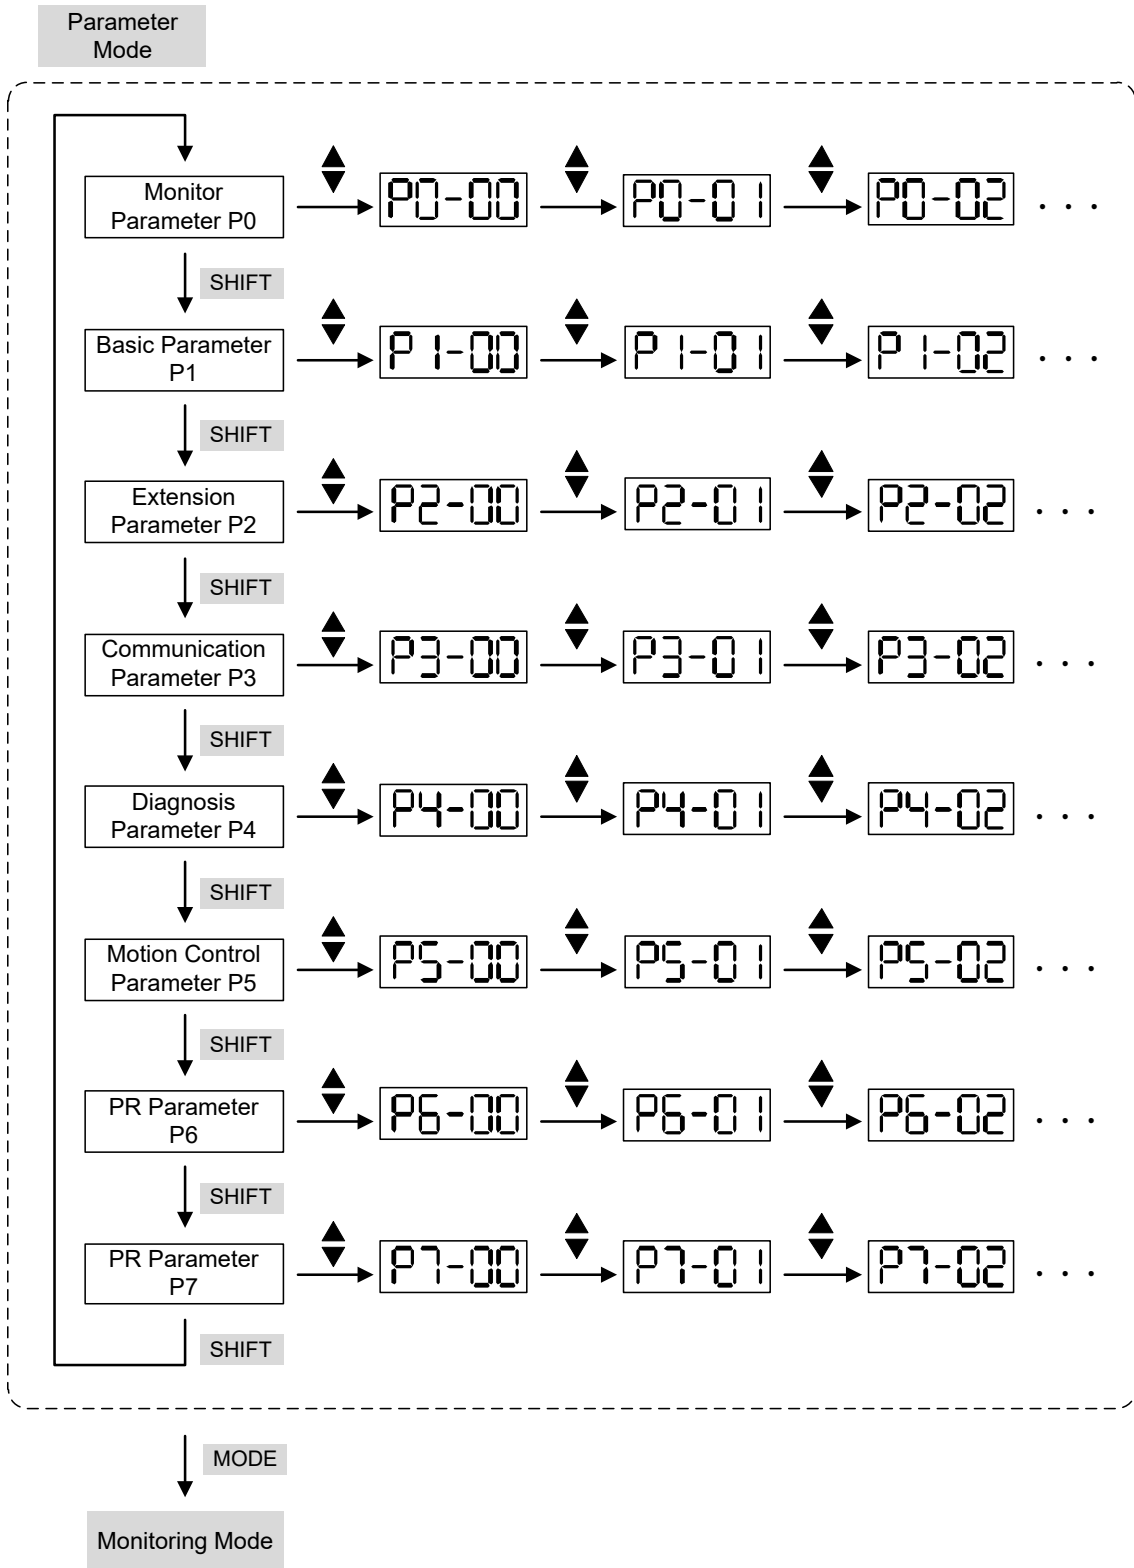 Parameter
Mode
Monitor
Parameter P0
P0-00
P0-01
P0-02
. . .
SHIFT
Basic Parameter
P1
P1-00
P1-01
P1-02
. . .
SHIFT
Extension
Parameter P2
P2-00
P2-01
P2-02
. . .
SHIFT
Communication
Parameter P3
P3-00
P3-01
P3-02
. . .
SHIFT
Diagnosis
Parameter P4
P4-00
P4-01
P4-02
. . .
SHIFT
Motion Control
Parameter P5
P5-00
P5-01
P5-02
. . .
SHIFT
PR Parameter
P6
P6-00
P6-01
P6-02
. . .
SHIFT
PR Parameter
P7
P7-00
P7-01
P7-02
. . .
SHIFT
MODE
Monitoring Mode